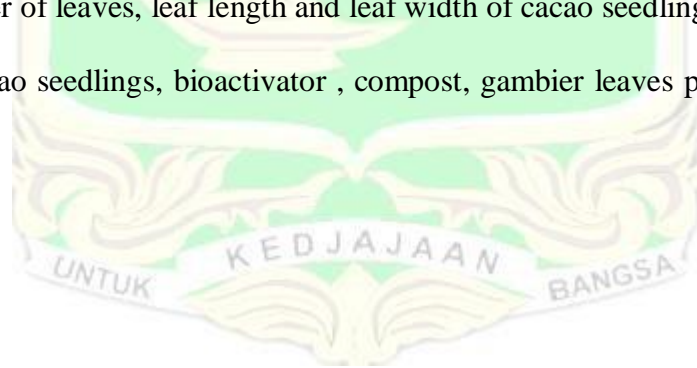 er of leaves, leaf length and leaf width of cacao seedling
ao seedlings, bioactivator , compost, gambier leaves p
UNTUK KEDJAJAAN BANGSA